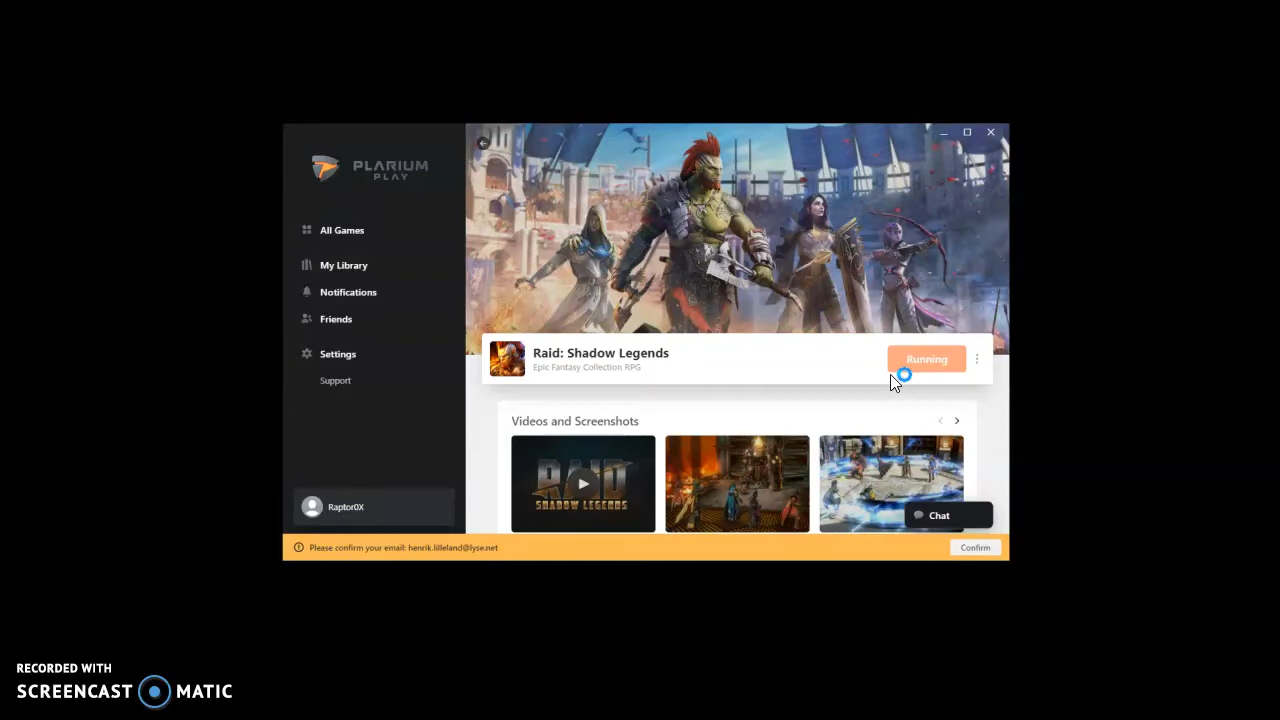 PLARIUM
PLAY
All Games
My Library
Notifications
Friends
Settings
Support
Raptor0X
Raid: Shadow Legends
Epic Fantasy Collection RPG
Running
Videos and Screenshots
RAID
SHADOW LEGENDS
Chat
Please confirm your email: henrik.lilleland@lyse.net
Confirm
RECORDED WITH
SCREENCAST MATIC